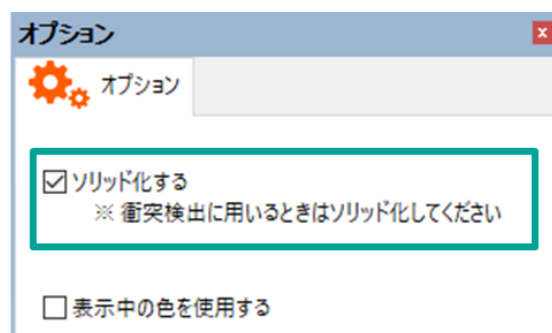 オプション
オプション
ソリッド化する
※ 衝突検出に用いるときはソリッド化してください
表示中の色を使用する